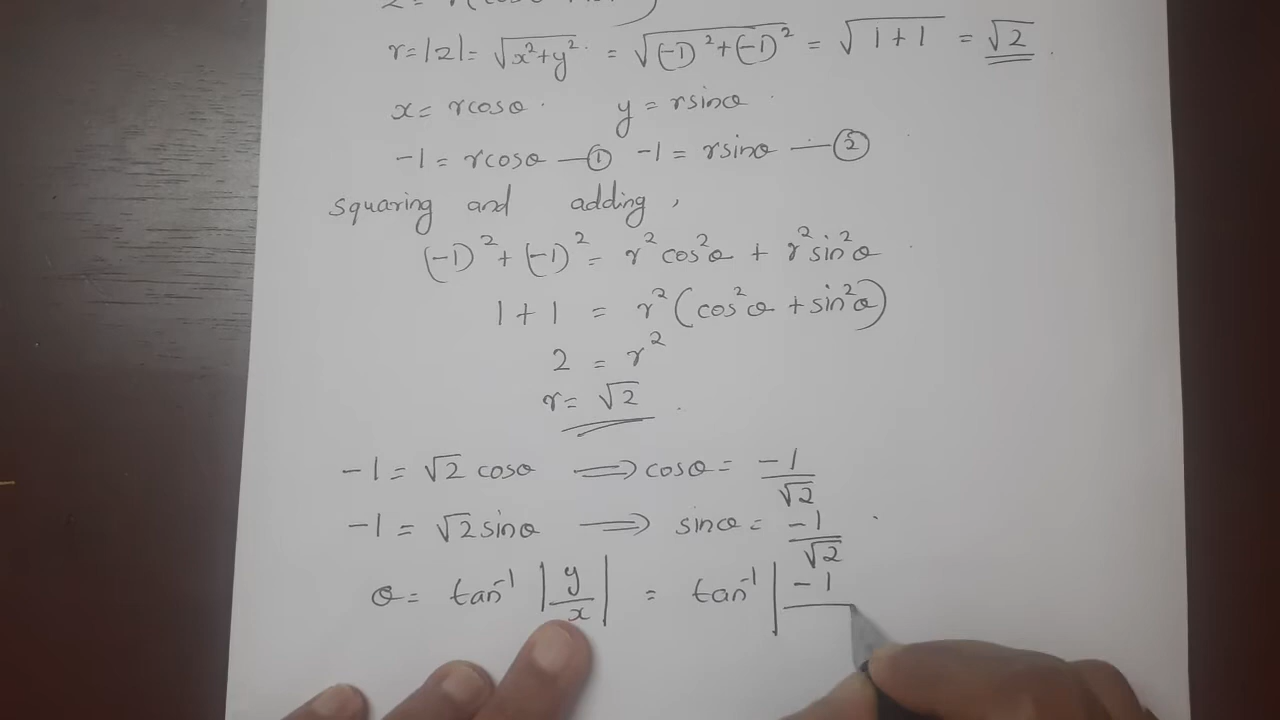 r = |z| = √x²+y² = √(-1)²+(-1)² = √1+1 = √2
x = rcosθ y = rsinθ
-1 = rcosθ —① -1 = rsinθ —②
squaring and adding,
(-1)² + (-1)² = r²cos²θ + r²sin²θ
1+1 = r²(cos²θ + sin²θ)
2 = r²
r = √2
-1 = √2 cosθ ⟹ cosθ = -1/√2
-1 = √2 sinθ ⟹ sinθ = -1/√2
θ = tan⁻¹ |y/x| = tan⁻¹ |-1/